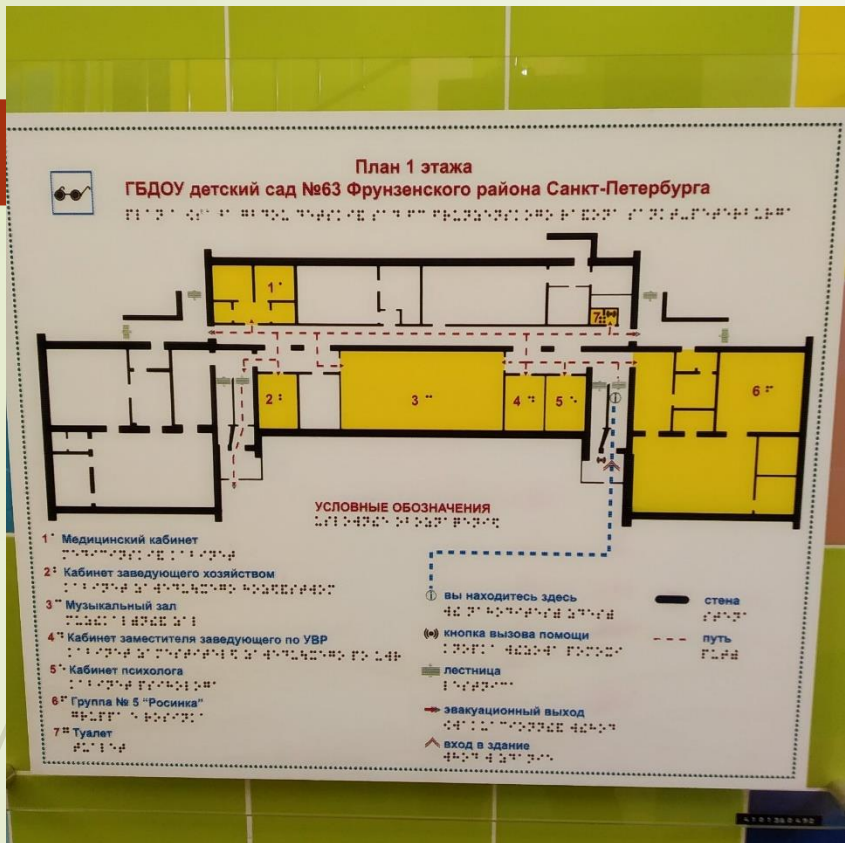 План 1 этажа
ГБДОУ детский сад №63 Фрунзенского района Санкт-Петербурга
1
7
2
3
4
5
6
УСЛОВНЫЕ ОБОЗНАЧЕНИЯ
1 Медицинский кабинет
2 Кабинет заведующего хозяйством
3 Музыкальный зал
4 Кабинет заместителя заведующего по УВР
5 Кабинет психолога
6 Группа № 5 "Росинка"
7 Туалет
вы находитесь здесь
кнопка вызова помощи
лестница
эвакуационный выход
вход в здание
стена
путь